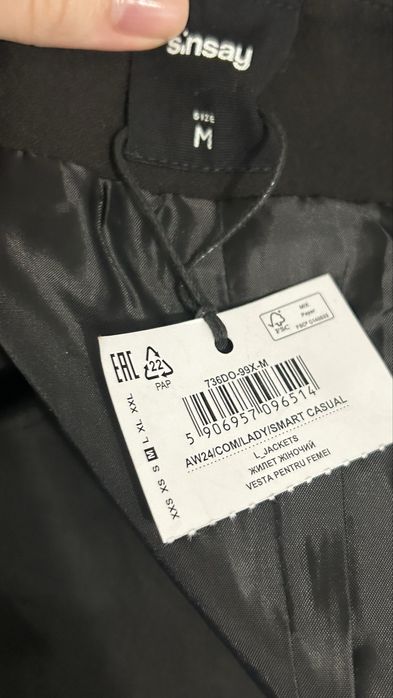 sinsay
SIZE
M
MIX
Paper
FSC
EAC
22
PAP
736DO-99X-M
5 906957 096514
XXS XS S M L XL XXL
AW24/COM/LADY/SMART CASUAL
L_JACKETS
ЖИЛЕТ ЖІНОЧИЙ
VESTA PENTRU FEMEI